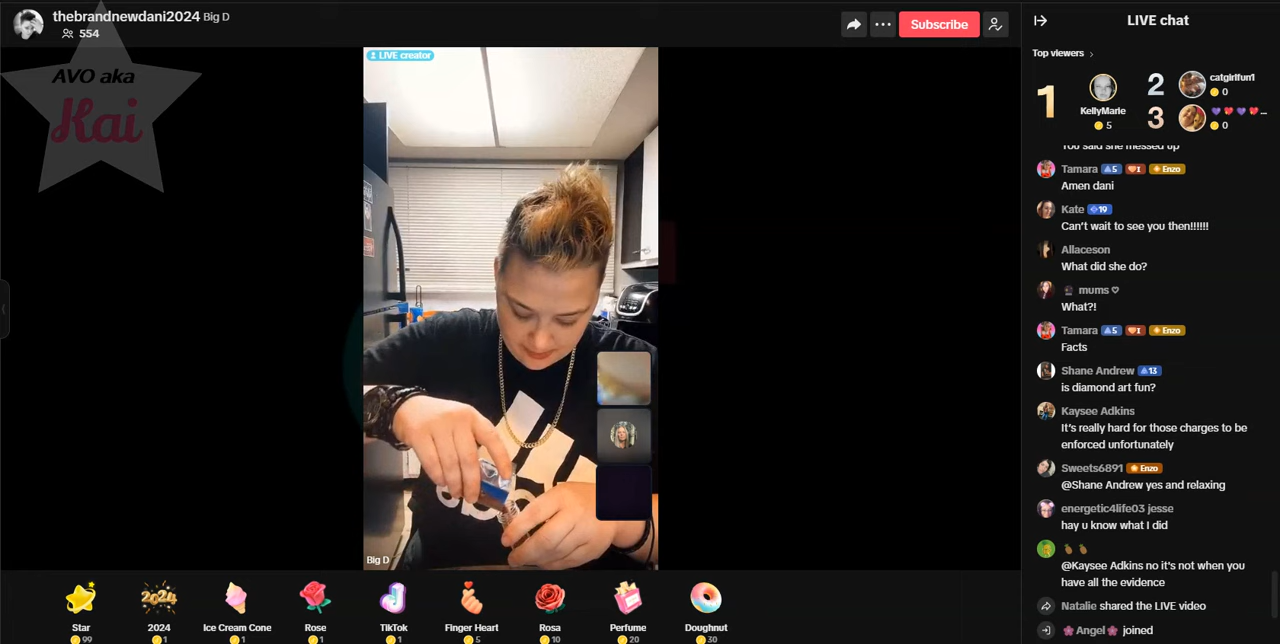 thebrandnewdani2024 Big D
554
Subscribe
AVO aka
Kai
LIVE creator
Big D
LIVE chat
Top viewers
1
KellyMarie
5
2
catgirlfun1
0
3
0
You said she messed up
Tamara 5 I Enzo
Amen dani
Kate 19
Can't wait to see you then!!!!!!
Allaceson
What did she do?
mums♡
What?!
Tamara 5 I Enzo
Facts
Shane Andrew 13
is diamond art fun?
Kaysee Adkins
It's really hard for those charges to be
enforced unfortunately
Sweets6891 Enzo
@Shane Andrew yes and relaxing
energetic4life03 jesse
hay u know what I did
🍍 🍍
@Kaysee Adkins no it's not when you
have all the evidence
Natalie shared the LIVE video
🌸Angel🌸 joined
2024
Star
99
2024
1
Ice Cream Cone
1
Rose
1
TikTok
1
Finger Heart
5
Rosa
10
Perfume
20
Doughnut
30